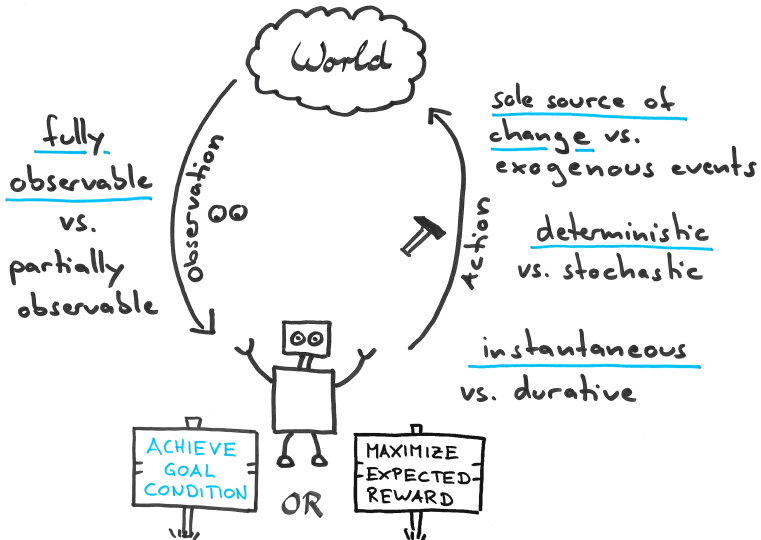 World
fully
observable
vs.
partially
observable
Observation
Action
sole source of
change vs.
exogenous events
deterministic
vs. stochastic
instantaneous
vs. durative
ACHIEVE
GOAL
CONDITION
OR
MAXIMIZE
EXPECTED
REWARD